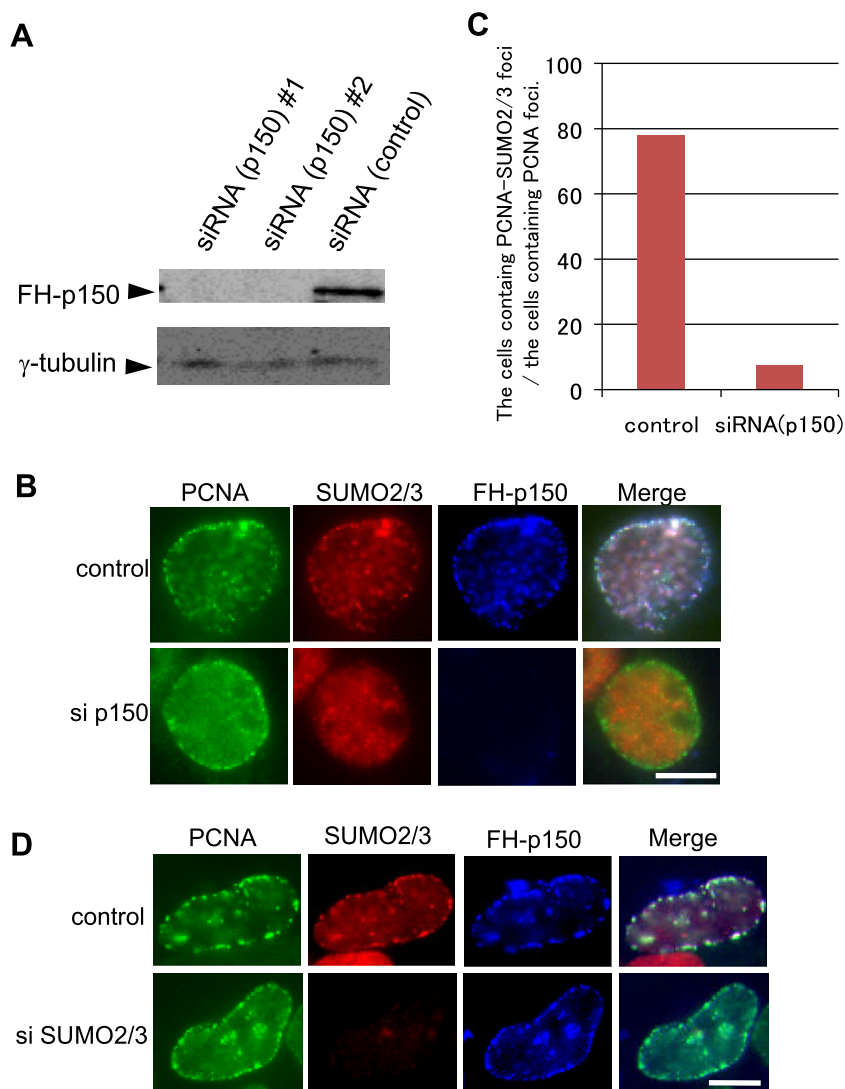 A
siRNA (p150) #1
siRNA (p150) #2
siRNA (control)
FH-p150
γ-tubulin
C
The cells containg PCNA-SUMO2/3 foci
/ the cells containing PCNA foci.
100
80
60
40
20
0
control siRNA(p150)
B
PCNA SUMO2/3 FH-p150 Merge
control
si p150
D
PCNA SUMO2/3 FH-p150 Merge
control
si SUMO2/3